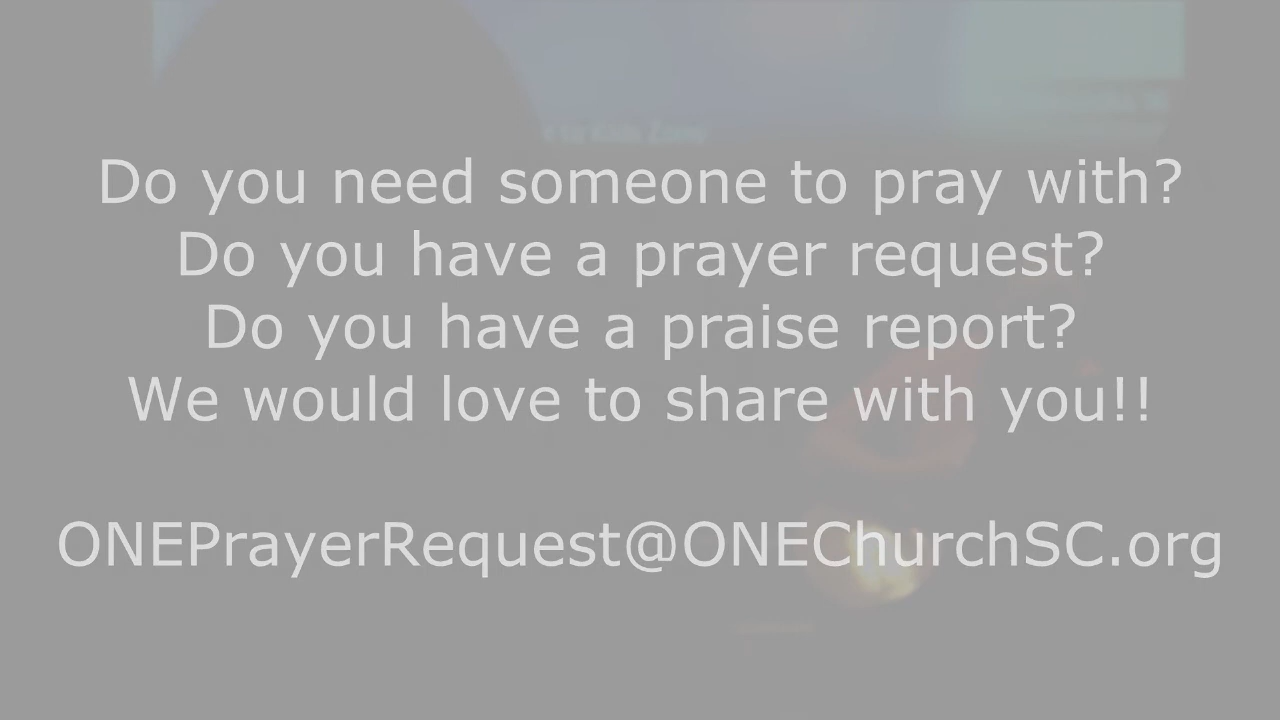 Do you need someone to pray with?
Do you have a prayer request?
Do you have a praise report?
We would love to share with you!!
ONEPrayerRequest@ONEChurchSC.org